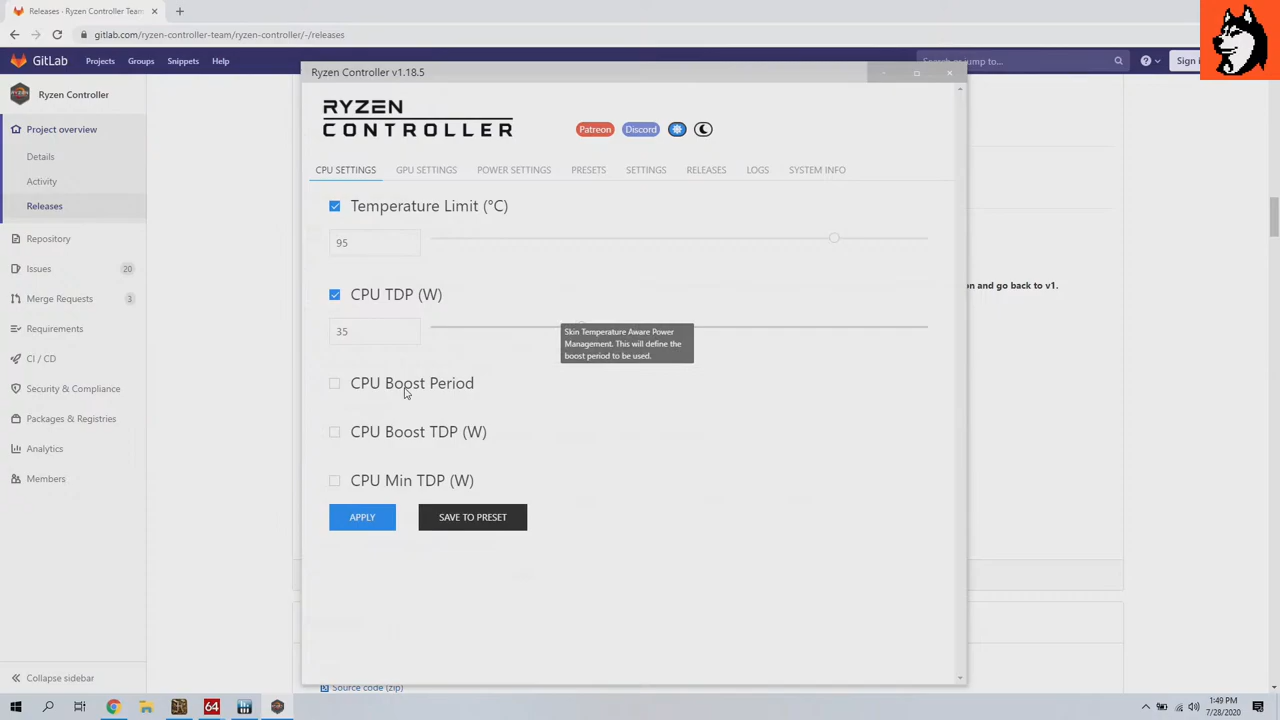 Releases · Ryzen Controller Team
gitlab.com/ryzen-controller-team/ryzen-controller/-/releases
GitLab
Projects
Groups
Snippets
Help
to jump to...
Sign i
Ryzen Controller
Project overview
Details
Activity
Releases
Repository
Issues
20
Merge Requests
3
Requirements
CI / CD
Security & Compliance
Packages & Registries
Analytics
Members
Collapse sidebar
Ryzen Controller v1.18.5
RYZEN
CONTROLLER
Patreon
Discord
CPU SETTINGS
GPU SETTINGS
POWER SETTINGS
PRESETS
SETTINGS
RELEASES
LOGS
SYSTEM INFO
Temperature Limit (°C)
95
CPU TDP (W)
35
Skin Temperature Aware Power
Management. This will define the
boost period to be used.
CPU Boost Period
CPU Boost TDP (W)
CPU Min TDP (W)
APPLY
SAVE TO PRESET
on and go back to v1.
Source code (zip)
64
1:49 PM
7/28/2020